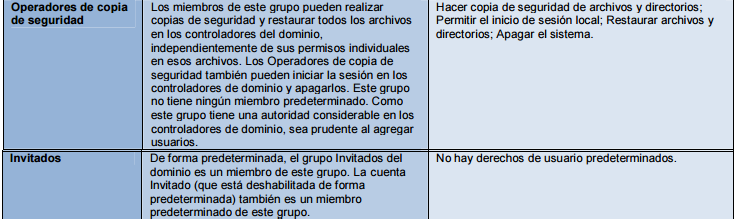 Operadores de copia
de seguridad
Los miembros de este grupo pueden realizar
copias de seguridad y restaurar todos los archivos
en los controladores del dominio,
independientemente de sus permisos individuales
en esos archivos. Los Operadores de copia de
seguridad también pueden iniciar la sesión en los
controladores de dominio y apagarlos. Este grupo
no tiene ningún miembro predeterminado. Como
este grupo tiene una autoridad considerable en los
controladores de dominio, sea prudente al agregar
usuarios.
Hacer copia de seguridad de archivos y directorios;
Permitir el inicio de sesión local; Restaurar archivos y
directorios; Apagar el sistema.
Invitados
De forma predeterminada, el grupo Invitados del
dominio es un miembro de este grupo. La cuenta
Invitado (que está deshabilitada de forma
predeterminada) también es un miembro
predeterminado de este grupo.
No hay derechos de usuario predeterminados.